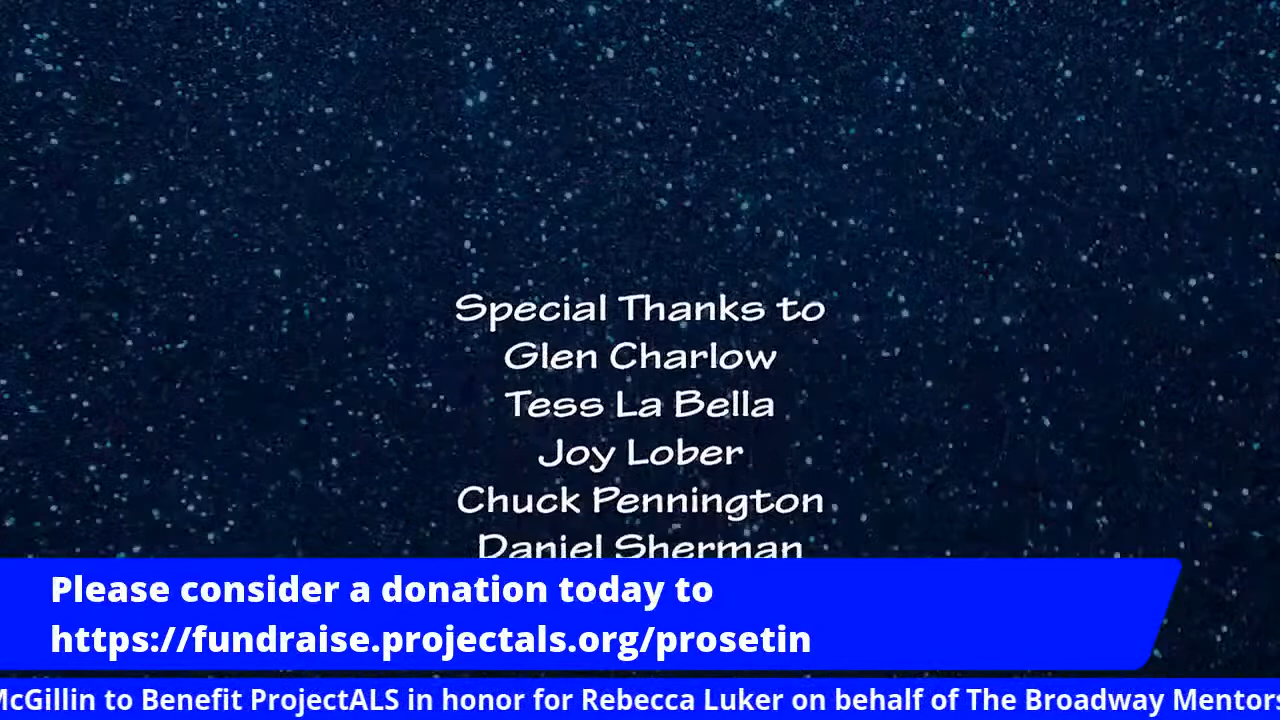 Special Thanks to
Glen Charlow
Tess La Bella
Joy Lober
Chuck Pennington
Daniel Sherman
Please consider a donation today to
https://fundraise.projectals.org/prosetin
McGillin to Benefit ProjectALS in honor for Rebecca Luker on behalf of The Broadway Mentors